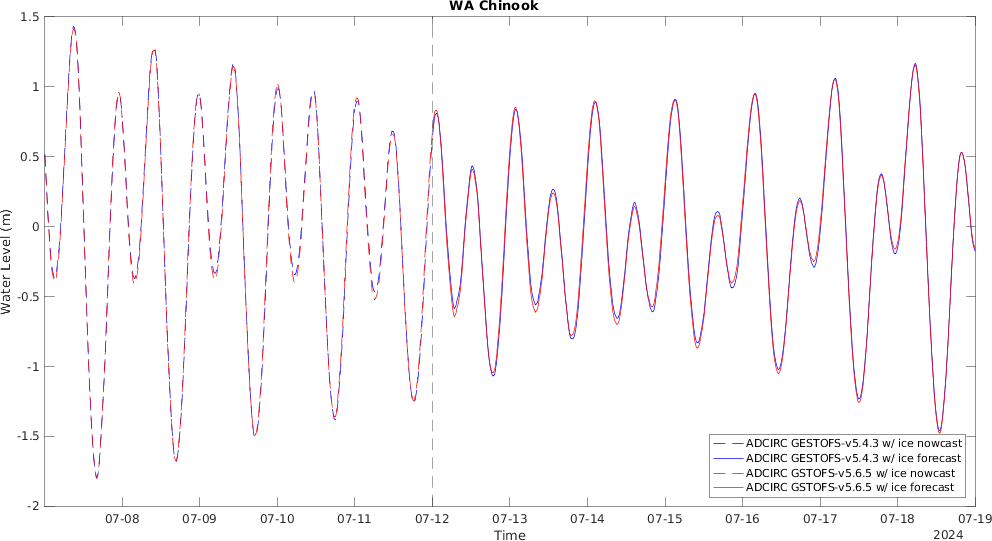 WA Chinook
Water Level (m)
1.5
1
0.5
0
-0.5
-1
-1.5
-2
ADCIRC GESTOFS-v5.4.3 w/ ice nowcast
ADCIRC GESTOFS-v5.4.3 w/ ice forecast
ADCIRC GSTOFS-v5.6.5 w/ ice nowcast
ADCIRC GSTOFS-v5.6.5 w/ ice forecast
07-08 07-09 07-10 07-11 07-12 07-13 07-14 07-15 07-16 07-17 07-18 07-19
Time
2024